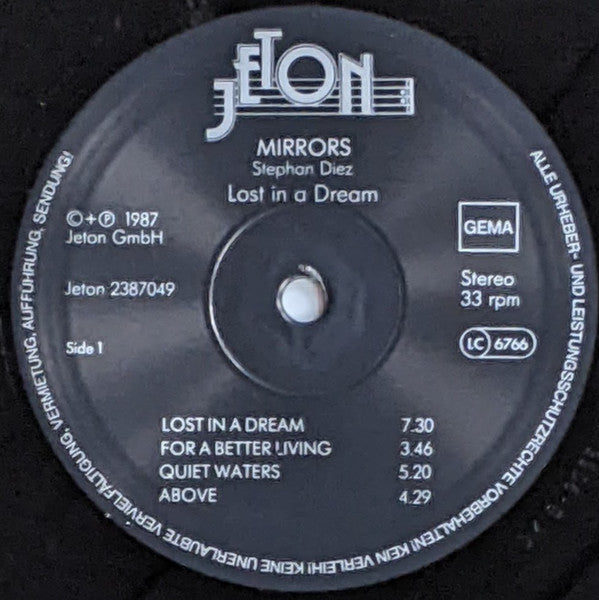 JETON
MIRRORS
Stephan Diez
Lost in a Dream
©+℗ 1987
Jeton GmbH
GEMA
Jeton 2387049
Stereo
33 rpm
Side 1
LC 6766
LOST IN A DREAM 7.30
FOR A BETTER LIVING 3.46
QUIET WATERS 5.20
ABOVE 4.29
ALLE URHEBER- UND LEISTUNGSSCHUTZRECHTE VORBEHALTEN! KEIN VERLEIH! KEINE UNERLAUBTE VERVIELFÄLTIGUNG, VERMIETUNG, AUFFÜHRUNG, SENDUNG!